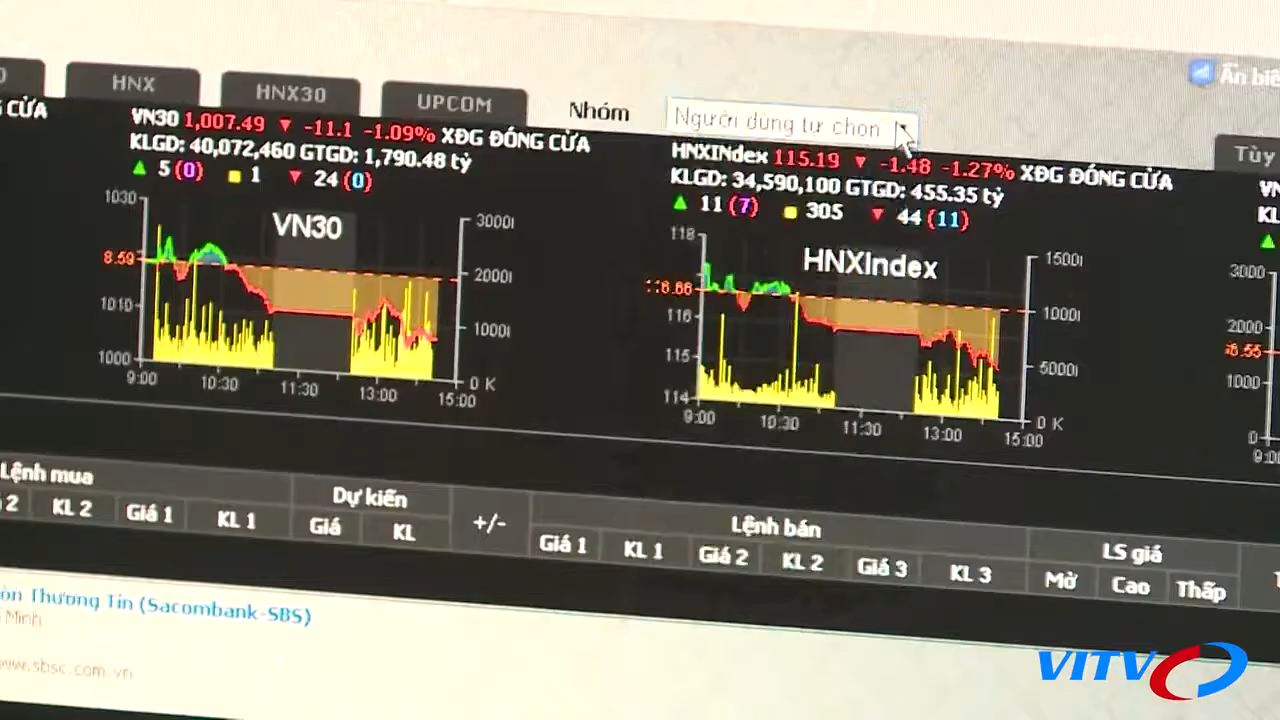 HNX
HNX30
UPCOM
Nhóm
Người dùng tự chọn
Ẩn
Tùy
CỬA
VN30 1,007.49 ▼ -11.1 -1.09% XĐG ĐÓNG CỬA
KLGD: 40,072,460 GTGD: 1,790.48 tỷ
▲ 5 (0) ■ 1 ▼ 24 (0)
HNXINdex 115.19 ▼ -1.48 -1.27% XĐG ĐÓNG CỬA
KLGD: 34,590,100 GTGD: 455.35 tỷ
▲ 11 (7) ■ 305 ▼ 44 (11)
VN30
1030
8.59
1010
1000
3000
2000
1000
0 K
9:00 10:30 11:30 13:00 15:00
HNXIndex
118
116
115
114
1500
1000
5000
0 K
9:00 10:30 11:30 13:00 15:00
3000
2000
1000
0
Lệnh mua
2 KL 2 Giá 1 KL 1
Dự kiến
Giá KL
+/-
Lệnh bán
Giá 1 KL 1 Giá 2 KL 2 Giá 3 KL 3
LS giá
Mở Cao Thấp
Thương Tín (Sacombank-SBS)
Minh
www.sbsc.com.vn
VITV